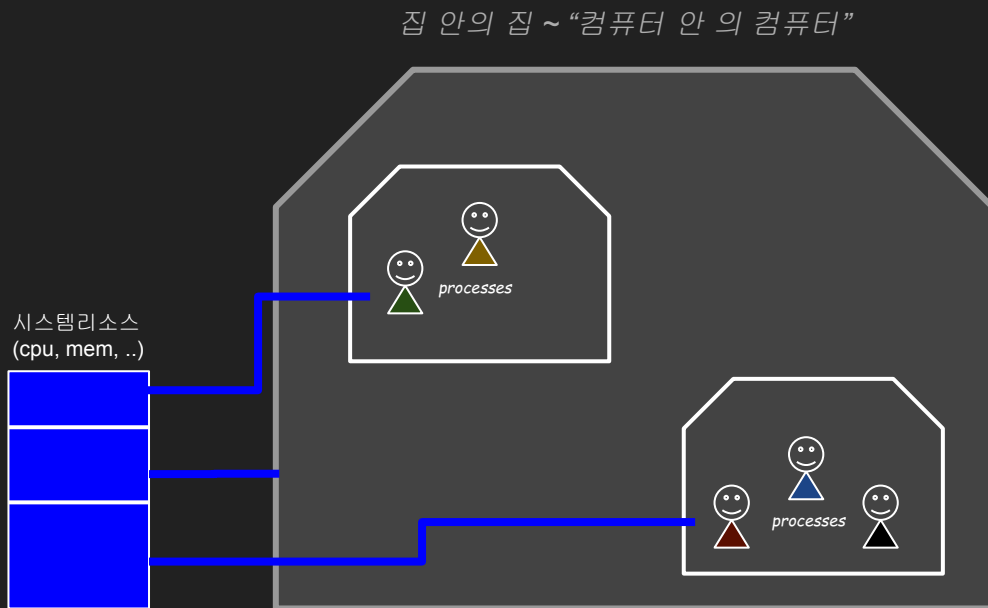 집 안의 집 ~ “컴퓨터 안 의 컴퓨터”
processes
시스템리소스
(cpu, mem, ..)
processes